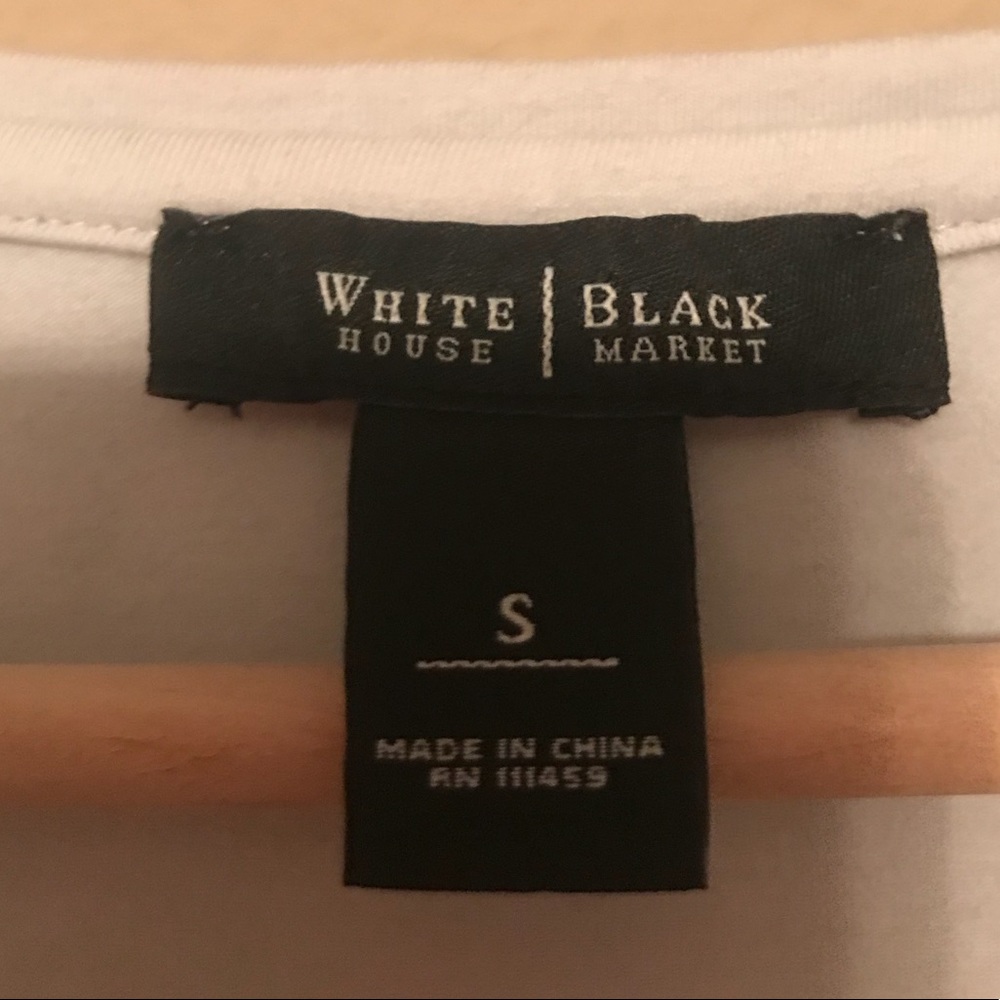 WHITE | BLACK
HOUSE | MARKET
S
MADE IN CHINA
RN 111459